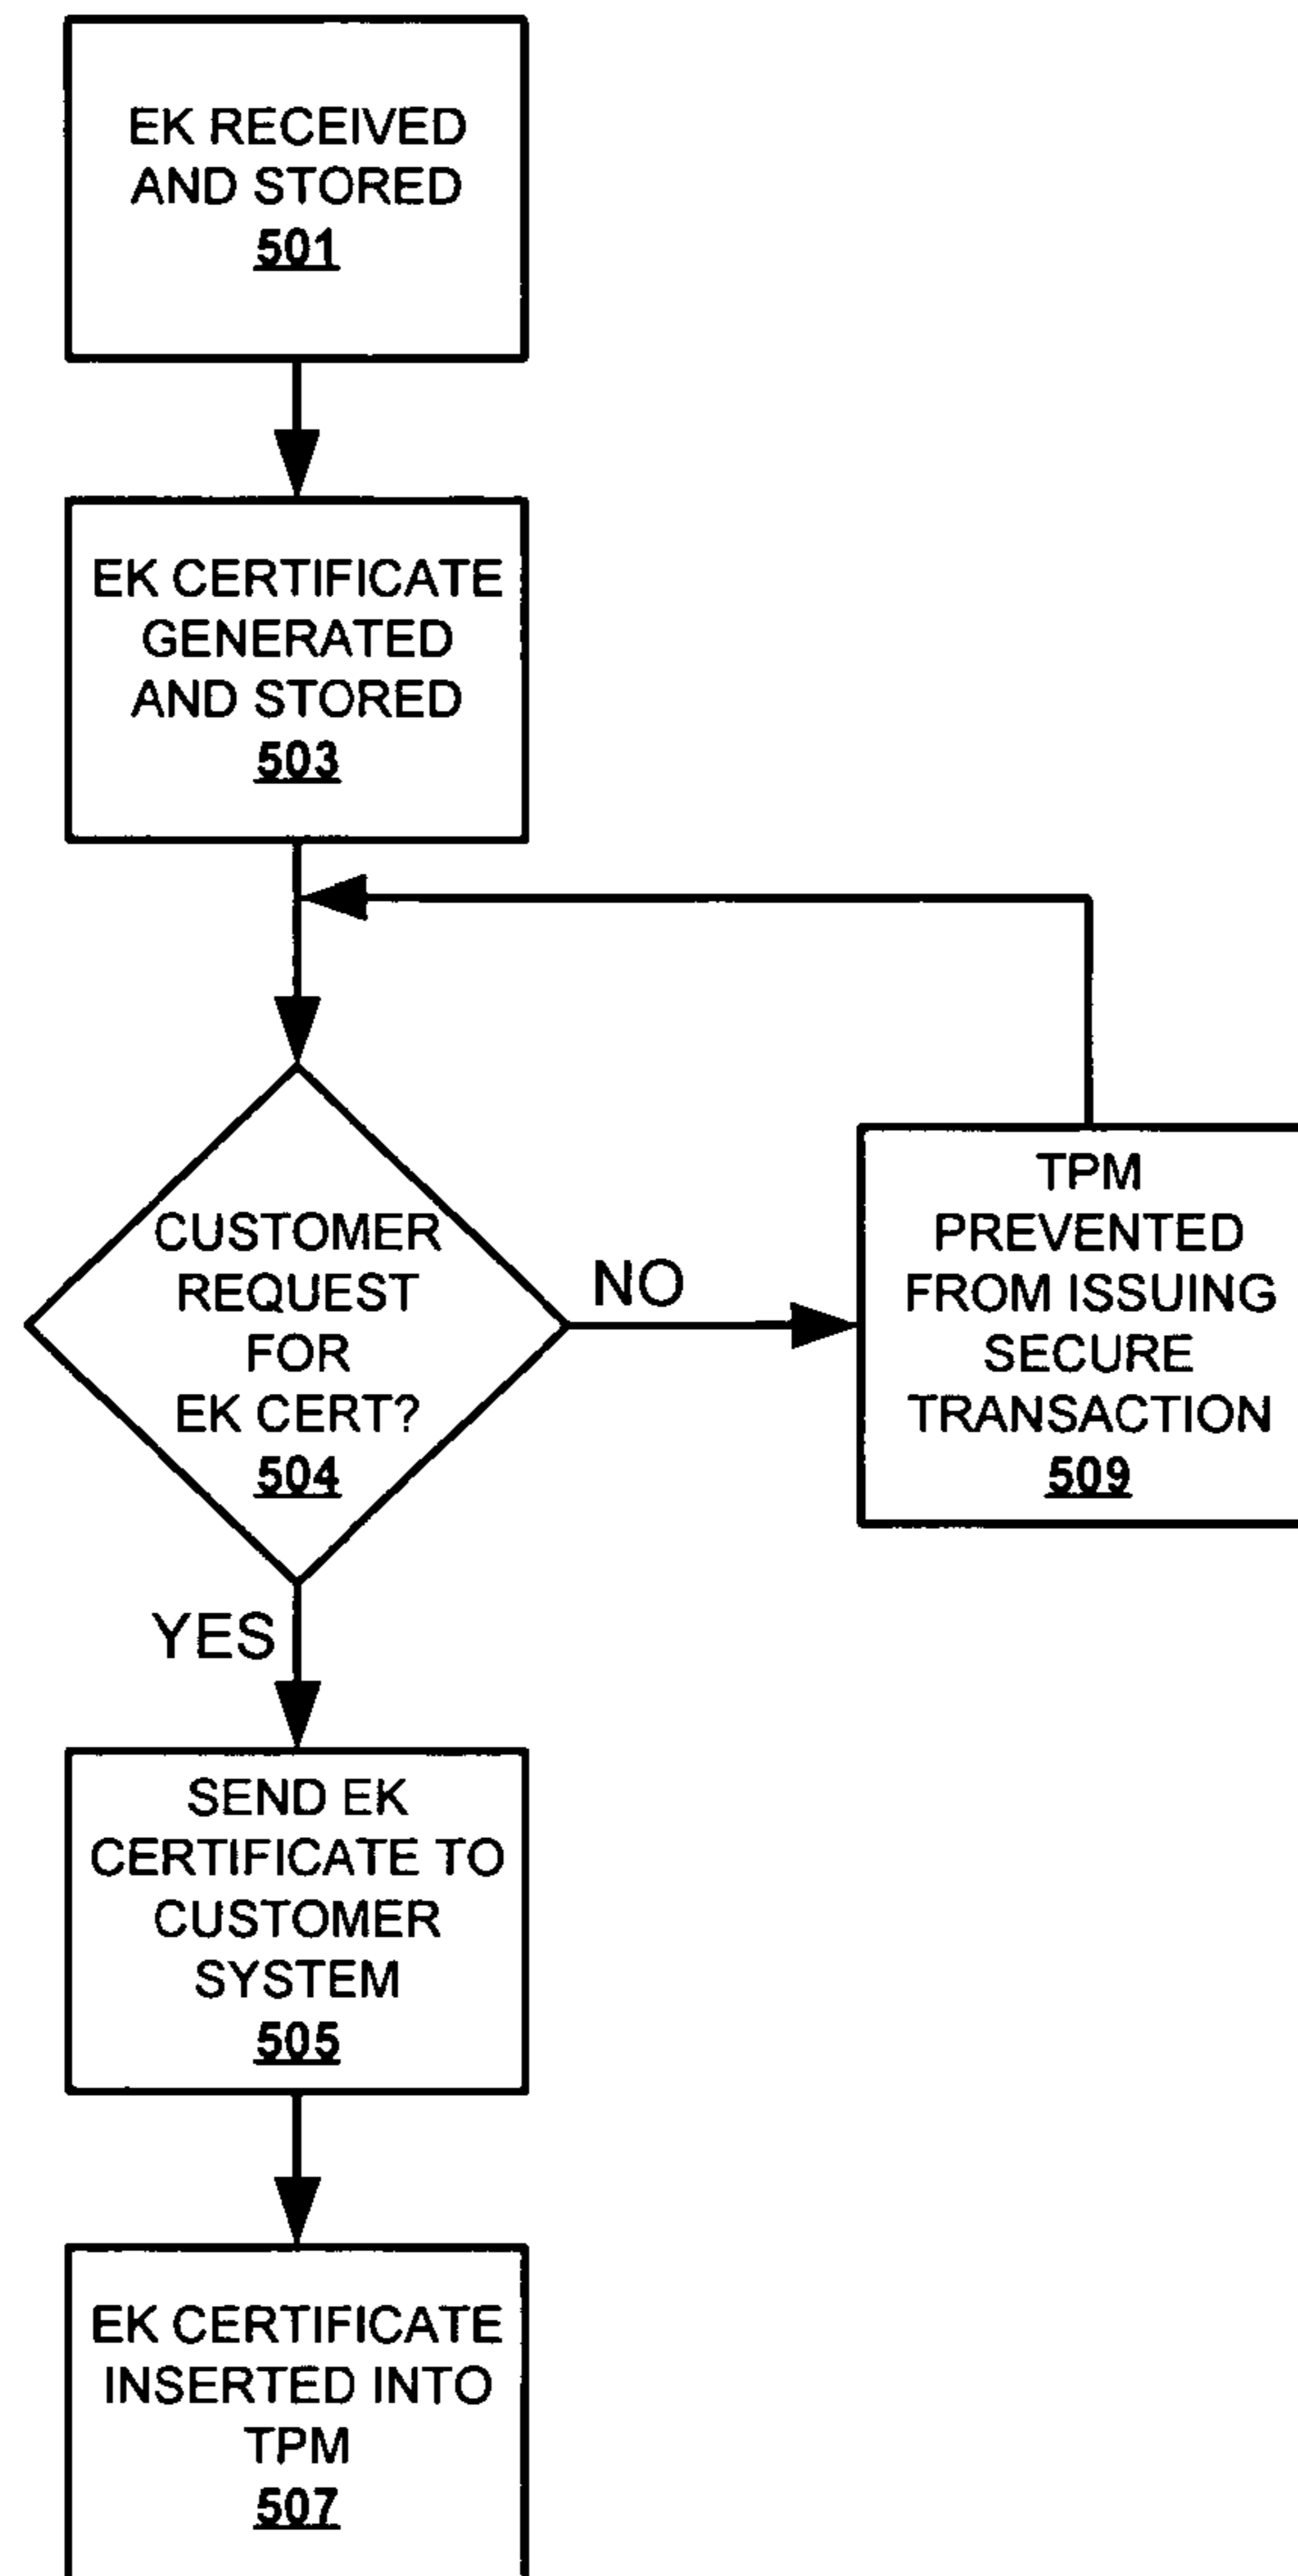 EK RECEIVED
AND STORED
501
EK CERTIFICATE
GENERATED
AND STORED
503
CUSTOMER
REQUEST
FOR
EK CERT?
504
NO
TPM
PREVENTED
FROM ISSUING
SECURE
TRANSACTION
509
YES
SEND EK
CERTIFICATE TO
CUSTOMER
SYSTEM
505
EK CERTIFICATE
INSERTED INTO
TPM
507